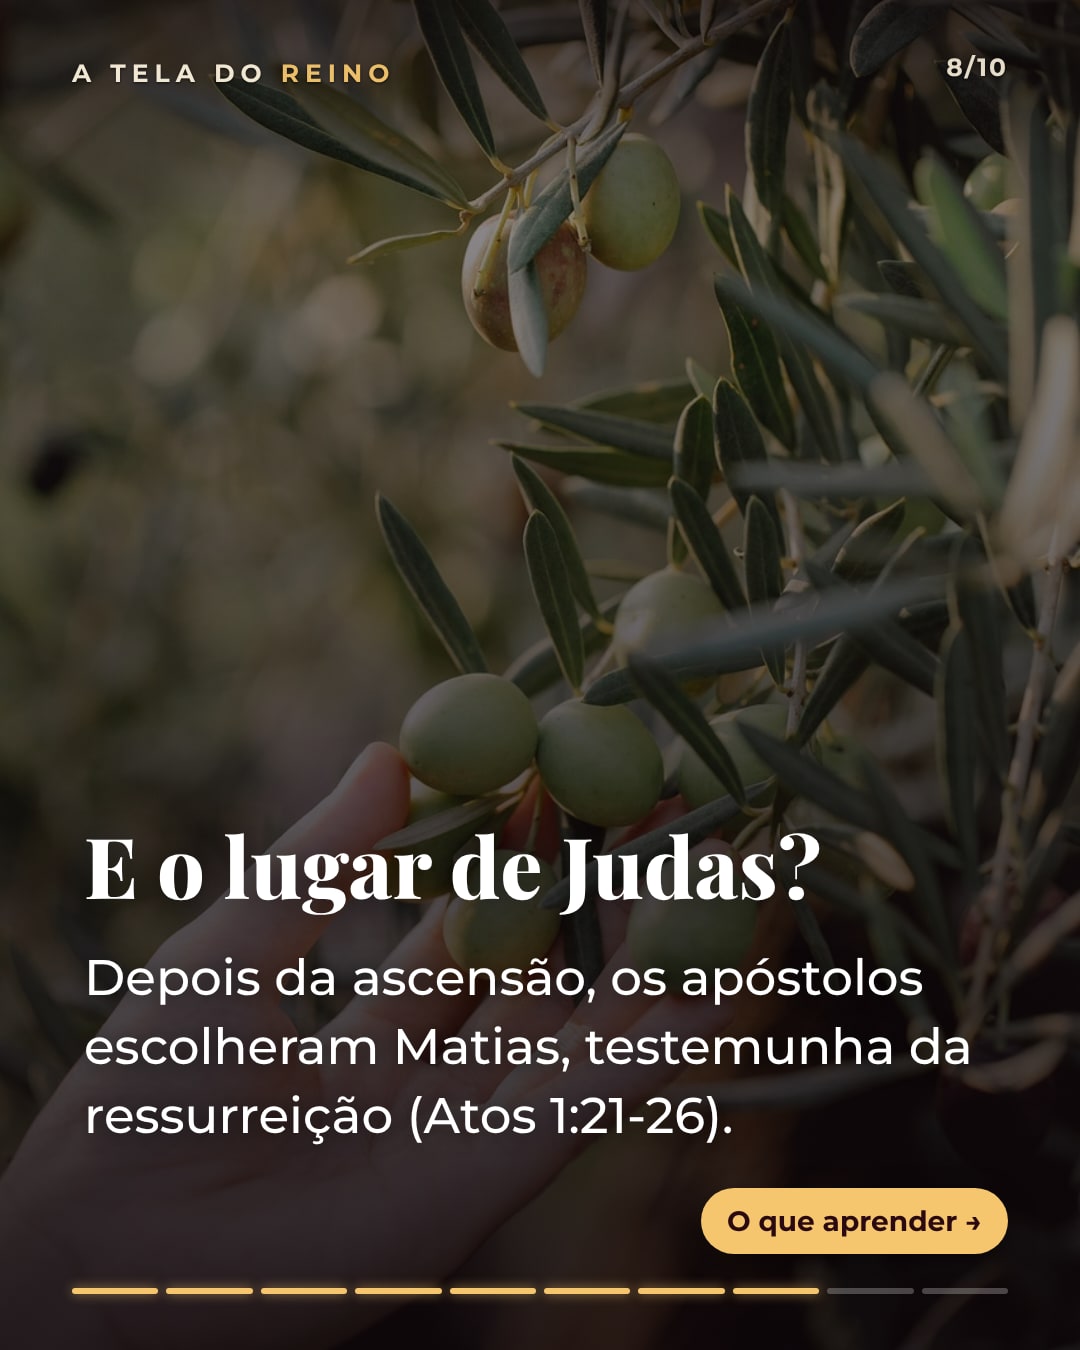 A TELA DO REINO
8/10
E o lugar de Judas?
Depois da ascensão, os apóstolos
escolheram Matias, testemunha da
ressurreição (Atos 1:21-26).
O que aprender →